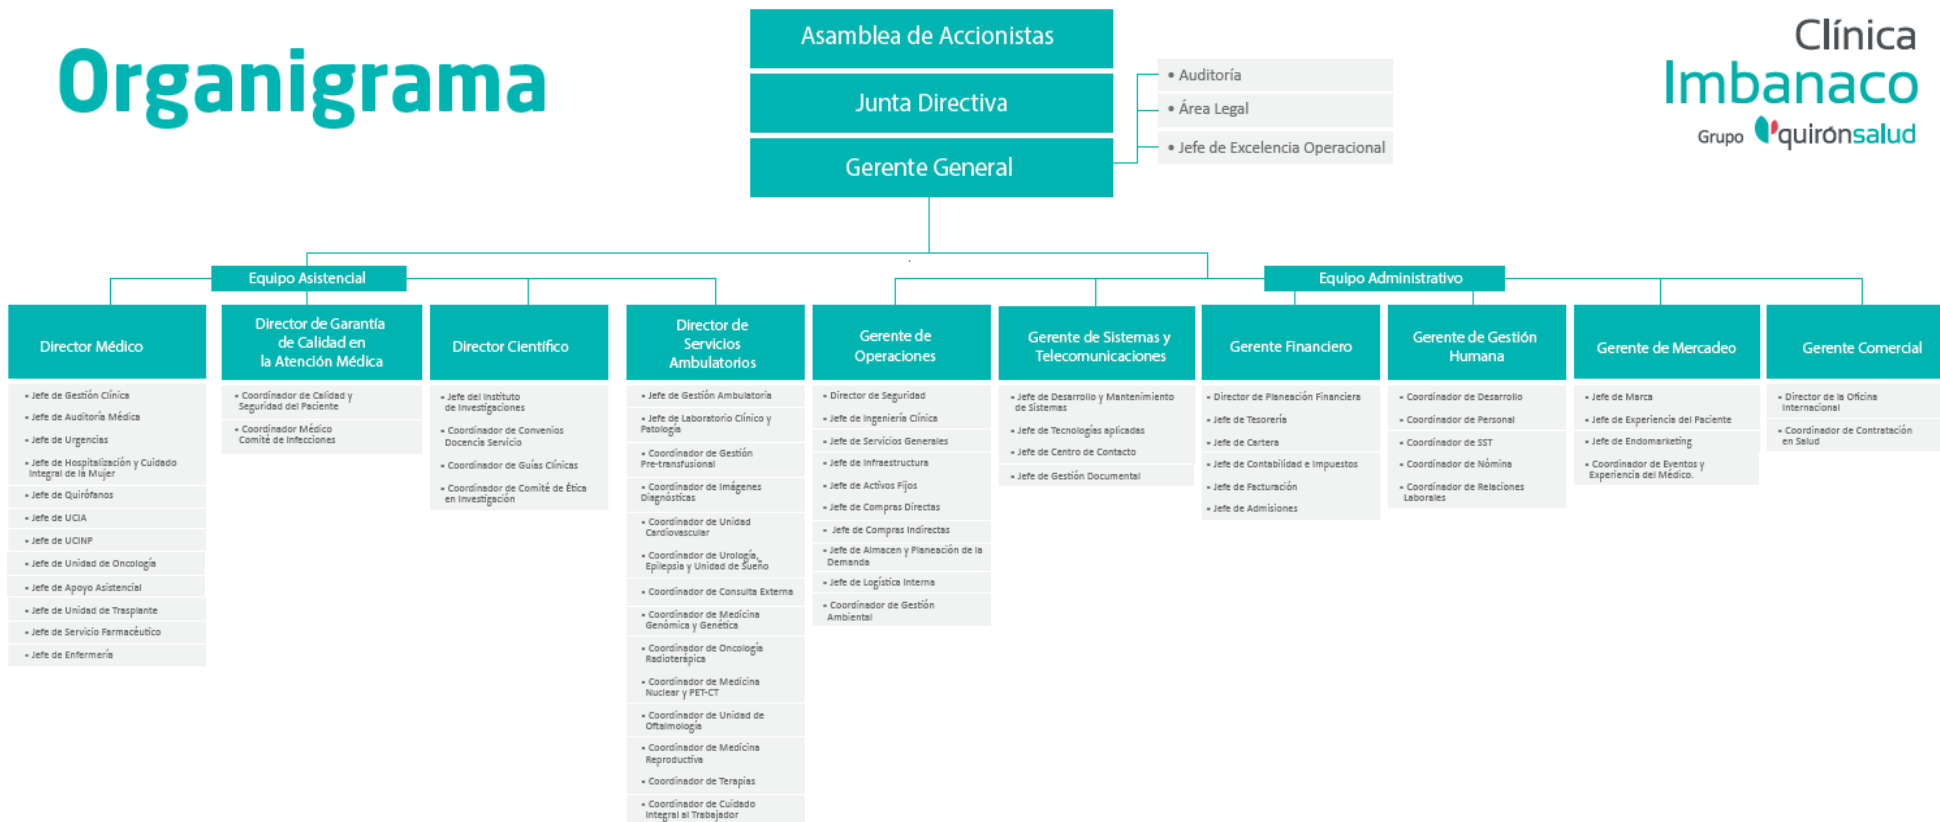 Organigrama
Asamblea de Accionistas
Junta Directiva
Gerente General
• Auditoría
• Área Legal
• Jefe de Excelencia Operacional
Clínica
Imbanaco
Grupo quirónsalud
Equipo Asistencial
Equipo Administrativo
Director Médico
• Jefe de Gestión Clínica
• Jefe de Auditoría Médica
• Jefe de Urgencias
• Jefe de Hospitalización y Cuidado
Integral de la Mujer
• Jefe de Quirófanos
• Jefe de UCIA
• Jefe de UCINP
• Jefe de Unidad de Oncología
• Jefe de Apoyo Asistencial
• Jefe de Unidad de Trasplante
• Jefe de Servicio Farmacéutico
• Jefe de Enfermería
Director de Garantía
de Calidad en
la Atención Médica
• Coordinador de Calidad y
Seguridad del Paciente
• Coordinador Médico
Comité de Infecciones
Director Científico
• Jefe del Instituto
de Investigaciones
• Coordinador de Convenios
Docencia Servicio
• Coordinador de Guías Clínicas
• Coordinador de Comité de Ética
en Investigación
Director de
Servicios
Ambulatorios
• Jefe de Gestión Ambulatoria
• Jefe de Laboratorio Clínico y
Patología
• Coordinador de Gestión
Pre-transfusional
• Coordinador de Imágenes
Diagnósticas
• Coordinador de Unidad
Cardiovascular
• Coordinador de Urología,
Epilepsia y Unidad de Sueño
• Coordinador de Consulta Externa
• Coordinador de Medicina
Genómica y Genética
• Coordinador de Oncología
Radioterápica
• Coordinador de Medicina
Nuclear y PET-CT
• Coordinador de Unidad de
Oftalmología
• Coordinador de Medicina
Reproductiva
• Coordinador de Terapias
• Coordinador de Cuidado
Integral al Trabajador
Gerente de
Operaciones
• Director de Seguridad
• Jefe de Ingeniería Clínica
• Jefe de Servicios Generales
• Jefe de Infraestructura
• Jefe de Activos Fijos
• Jefe de Compras Directas
• Jefe de Compras Indirectas
• Jefe de Almacen y Planeación de la
Demanda
• Jefe de Logística Interna
• Coordinador de Gestión
Ambiental
Gerente de Sistemas y
Telecomunicaciones
• Jefe de Desarrollo y Mantenimiento
de Sistemas
• Jefe de Tecnologías aplicadas
• Jefe de Centro de Contacto
• Jefe de Gestión Documental
Gerente Financiero
• Director de Planeación Financiera
• Jefe de Tesorería
• Jefe de Cartera
• Jefe de Contabilidad e Impuestos
• Jefe de Facturación
• Jefe de Admisiones
Gerente de Gestión
Humana
• Coordinador de Desarrollo
• Coordinador de Personal
• Coordinador de SST
• Coordinador de Nómina
• Coordinador de Relaciones
Laborales
Gerente de Mercadeo
• Jefe de Marca
• Jefe de Experiencia del Paciente
• Jefe de Endomarketing
• Coordinador de Eventos y
Experiencia del Médico.
Gerente Comercial
• Director de la Oficina
Internacional
• Coordinador de Contratación
en Salud